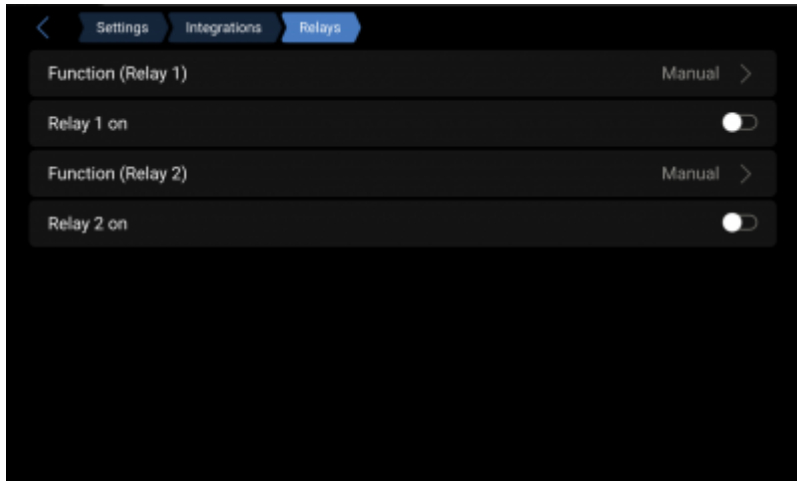 Settings Integrations Relays
Function (Relay 1) Manual
Relay 1 on
Function (Relay 2) Manual
Relay 2 on